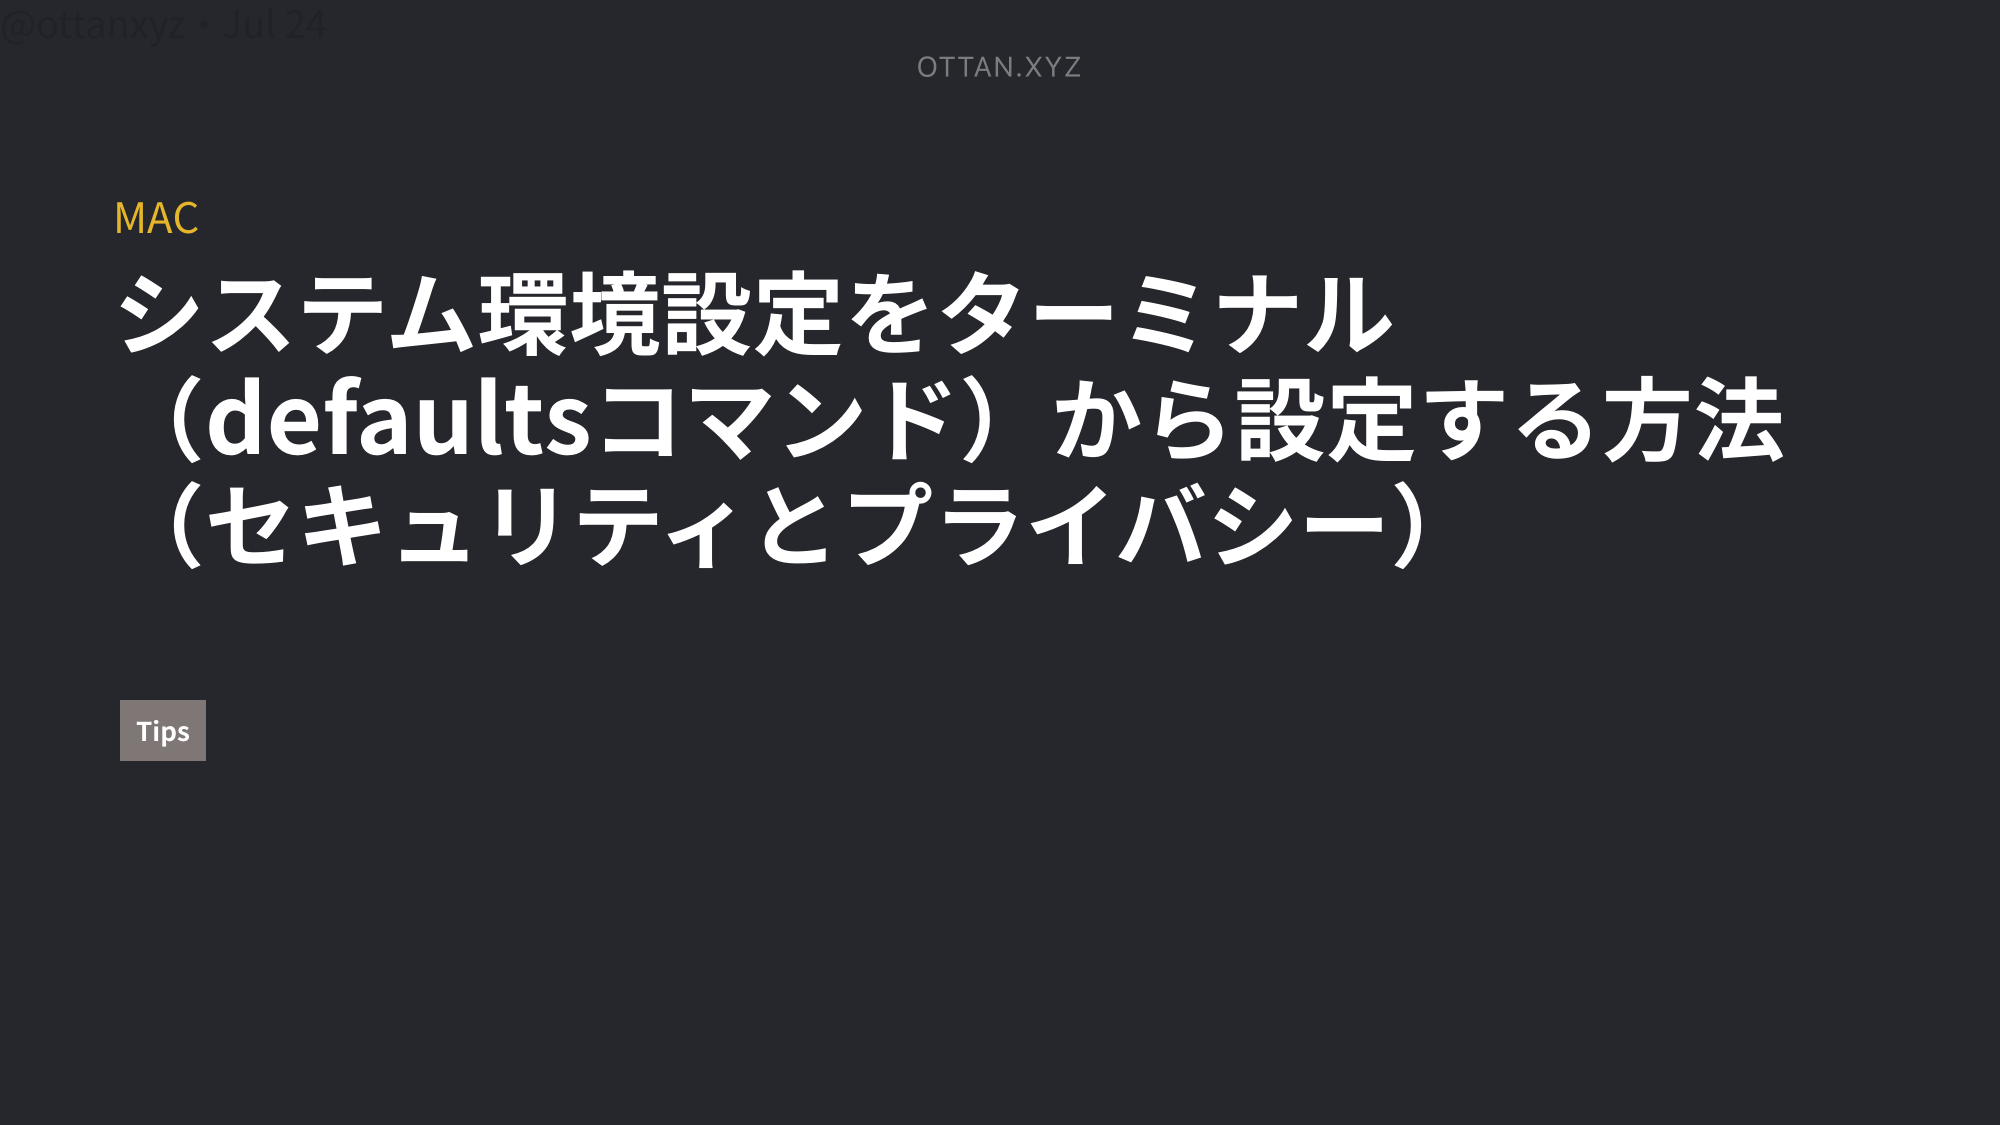 @ottanxyz・Jul 24
OTTAN.XYZ
MAC
システム環境設定をターミナル
（defaultsコマンド）から設定する方法
（セキュリティとプライバシー）
Tips